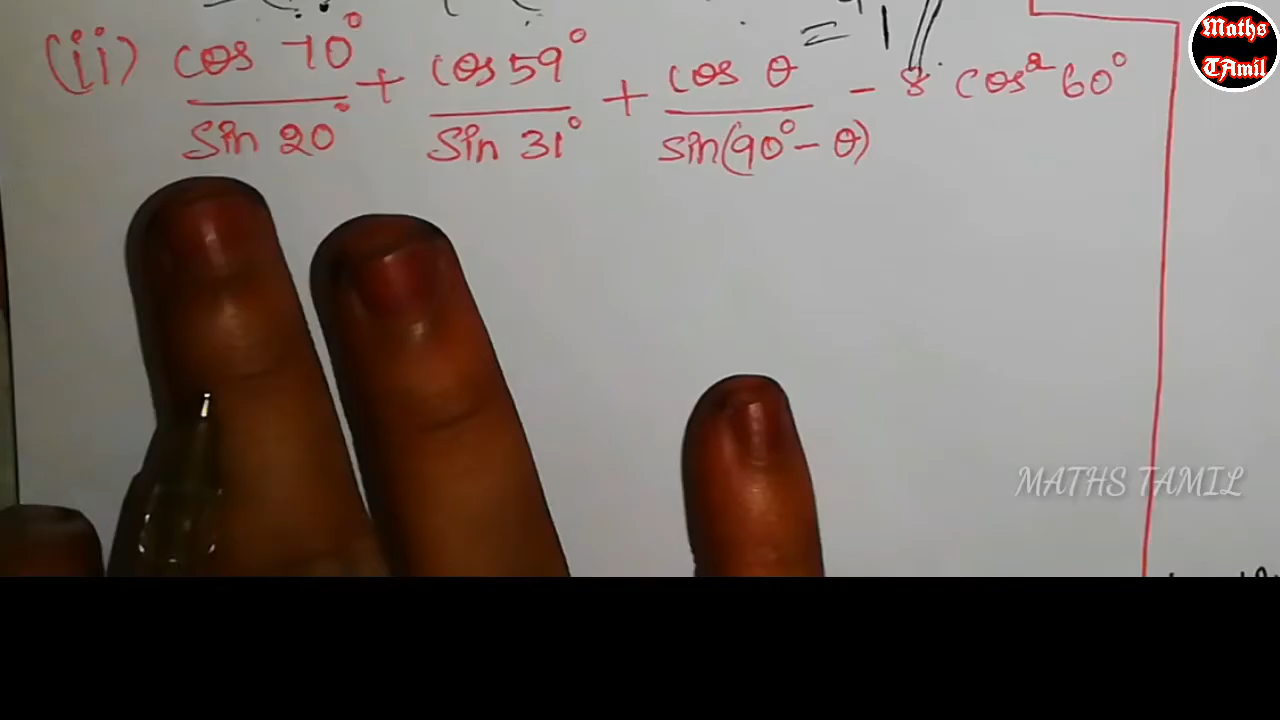 Maths
TAmil
= 1
(ii) cos 70° / sin 20° + cos 59° / sin 31° + cos θ / sin(90° - θ) - 8 cos² 60°
MATHS TAMIL